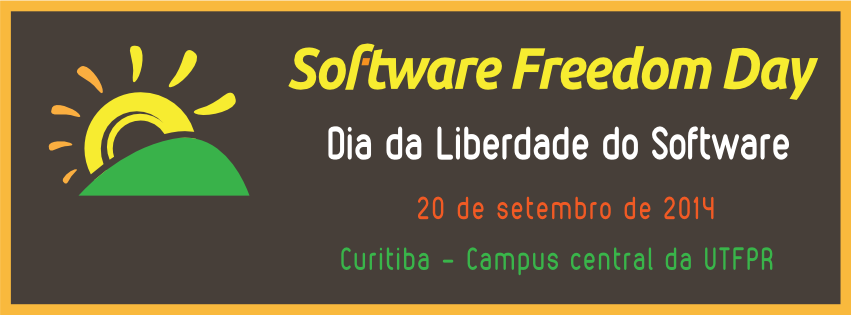 Software Freedom Day
Dia da Liberdade do Software
20 de setembro de 2014
Curitiba - Campus central da UTFPR